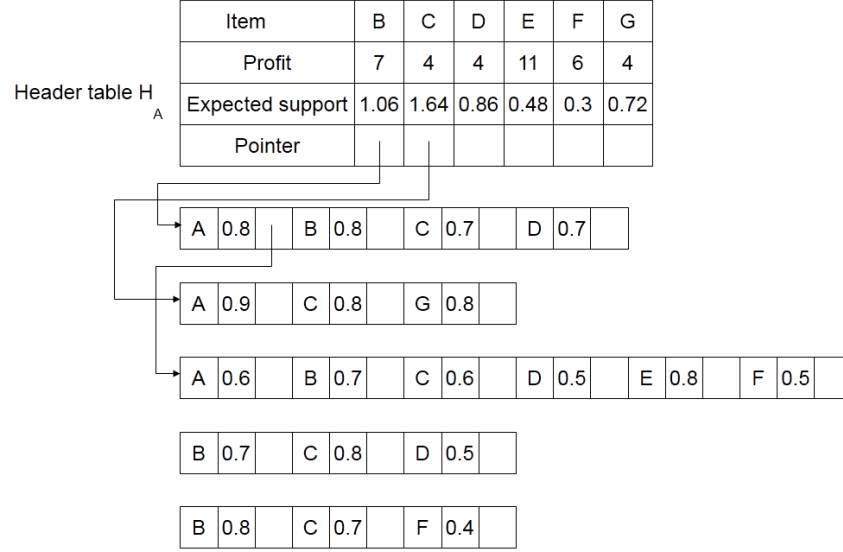 Item B C D E F G
Profit 7 4 4 11 6 4
Header table H A
Expected support 1.06 1.64 0.86 0.48 0.3 0.72
Pointer
A 0.8 B 0.8 C 0.7 D 0.7
A 0.9 C 0.8 G 0.8
A 0.6 B 0.7 C 0.6 D 0.5 E 0.8 F 0.5
B 0.7 C 0.8 D 0.5
B 0.8 C 0.7 F 0.4